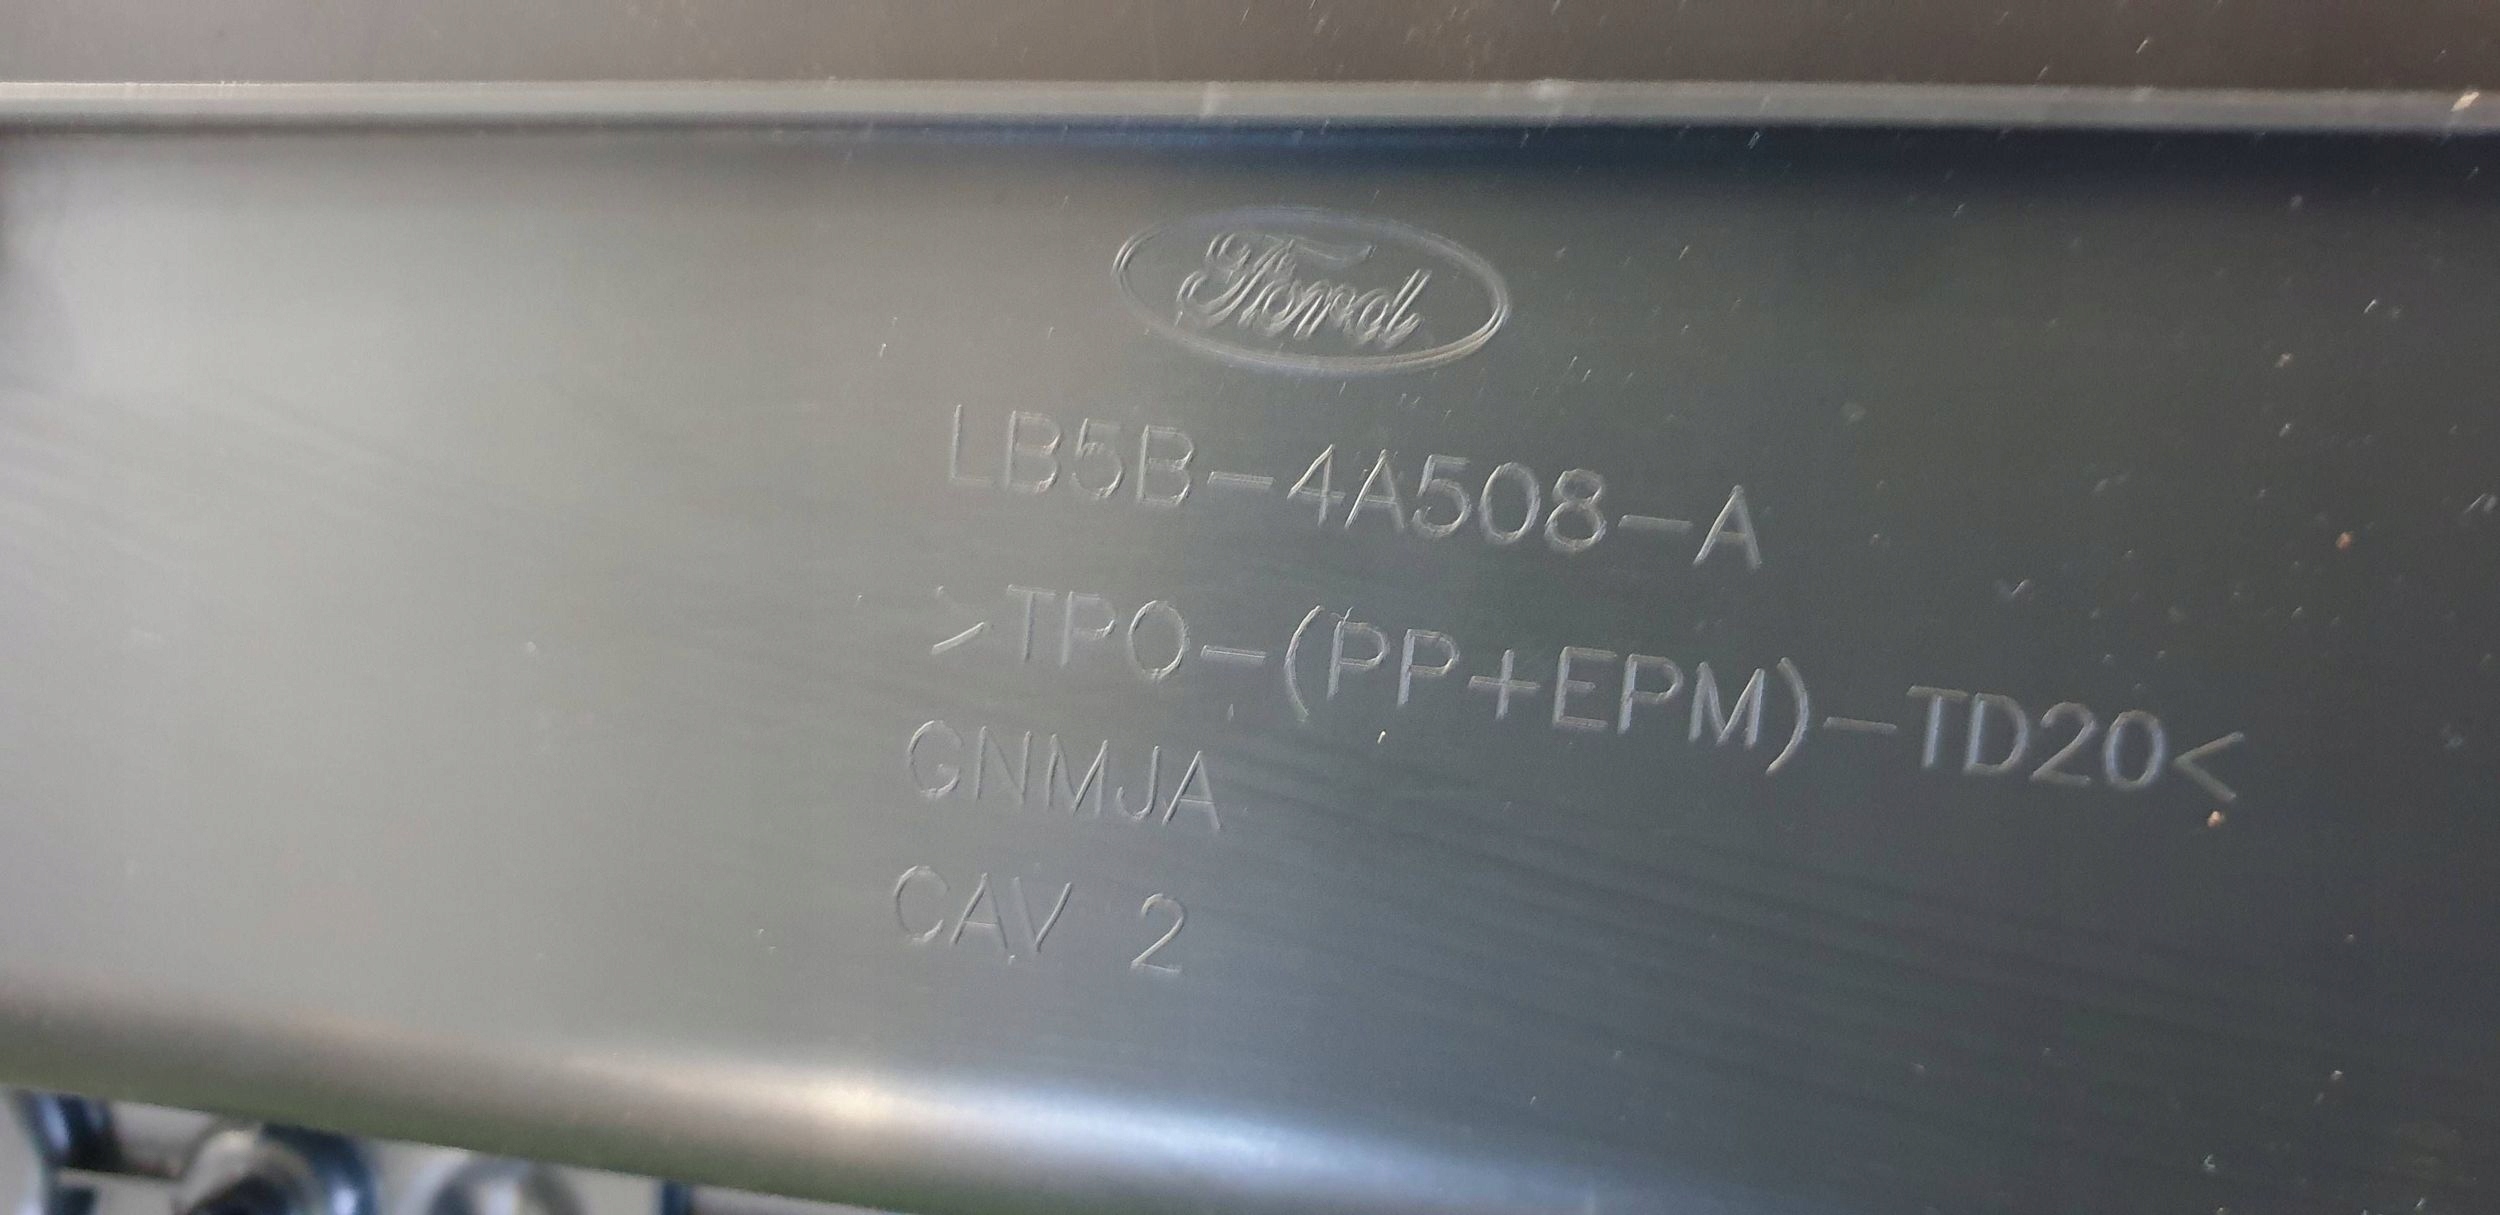 Ford
LB5B-4A508-A
>TPO-(PP+EPM)-TD20<
GNMJA
CAV 2